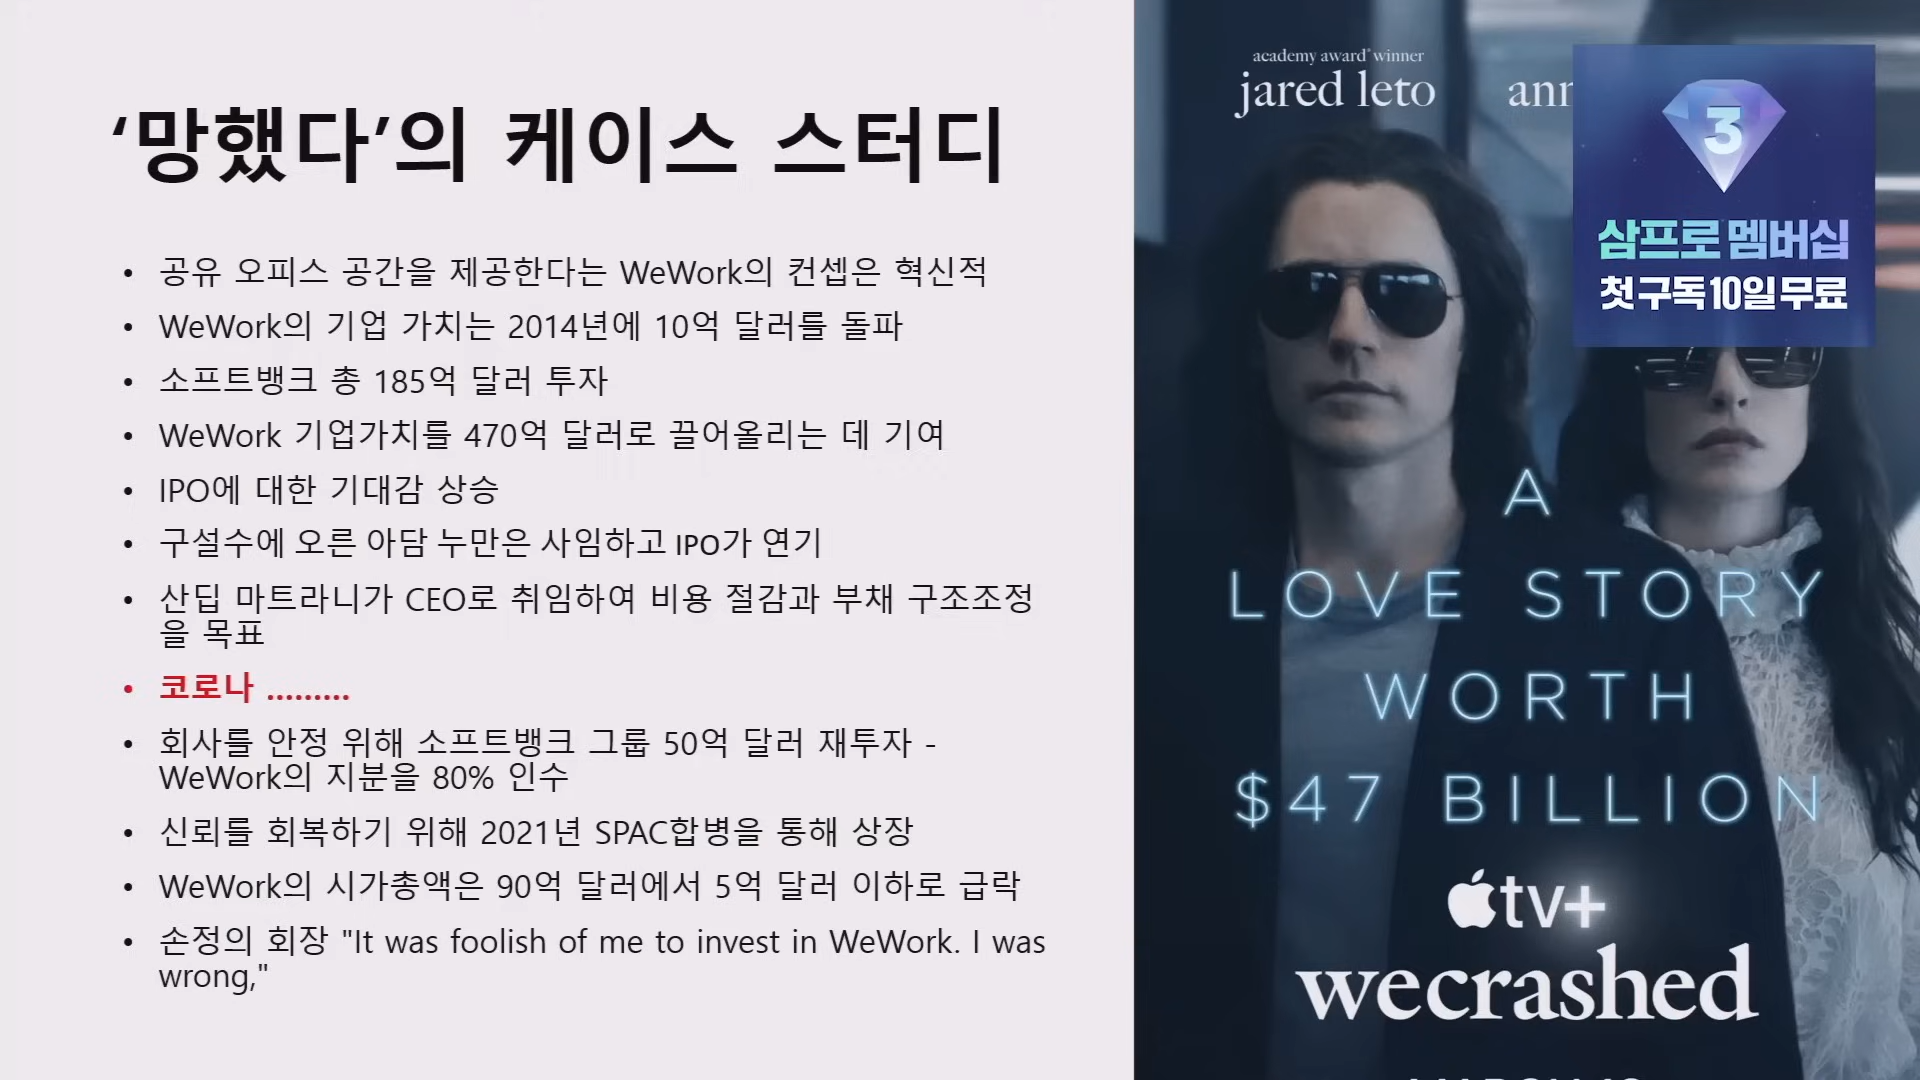 ‘망했다’의 케이스 스터디
• 공유 오피스 공간을 제공한다는 WeWork의 컨셉은 혁신적
• WeWork의 기업 가치는 2014년에 10억 달러를 돌파
• 소프트뱅크 총 185억 달러 투자
• WeWork 기업가치를 470억 달러로 끌어올리는 데 기여
• IPO에 대한 기대감 상승
• 구설수에 오른 아담 누만은 사임하고 IPO가 연기
• 산딥 마트라니가 CEO로 취임하여 비용 절감과 부채 구조조정
을 목표
• 코로나 .........
• 회사를 안정 위해 소프트뱅크 그룹 50억 달러 재투자 -
WeWork의 지분을 80% 인수
• 신뢰를 회복하기 위해 2021년 SPAC합병을 통해 상장
• WeWork의 시가총액은 90억 달러에서 5억 달러 이하로 급락
• 손정의 회장 "It was foolish of me to invest in WeWork. I was
wrong,"
academy award® winner
jared leto
3
삼프로 멤버십
첫 구독 10일 무료
A
LOVE STORY
WORTH
$47 BILLION
tv+
wecrashed